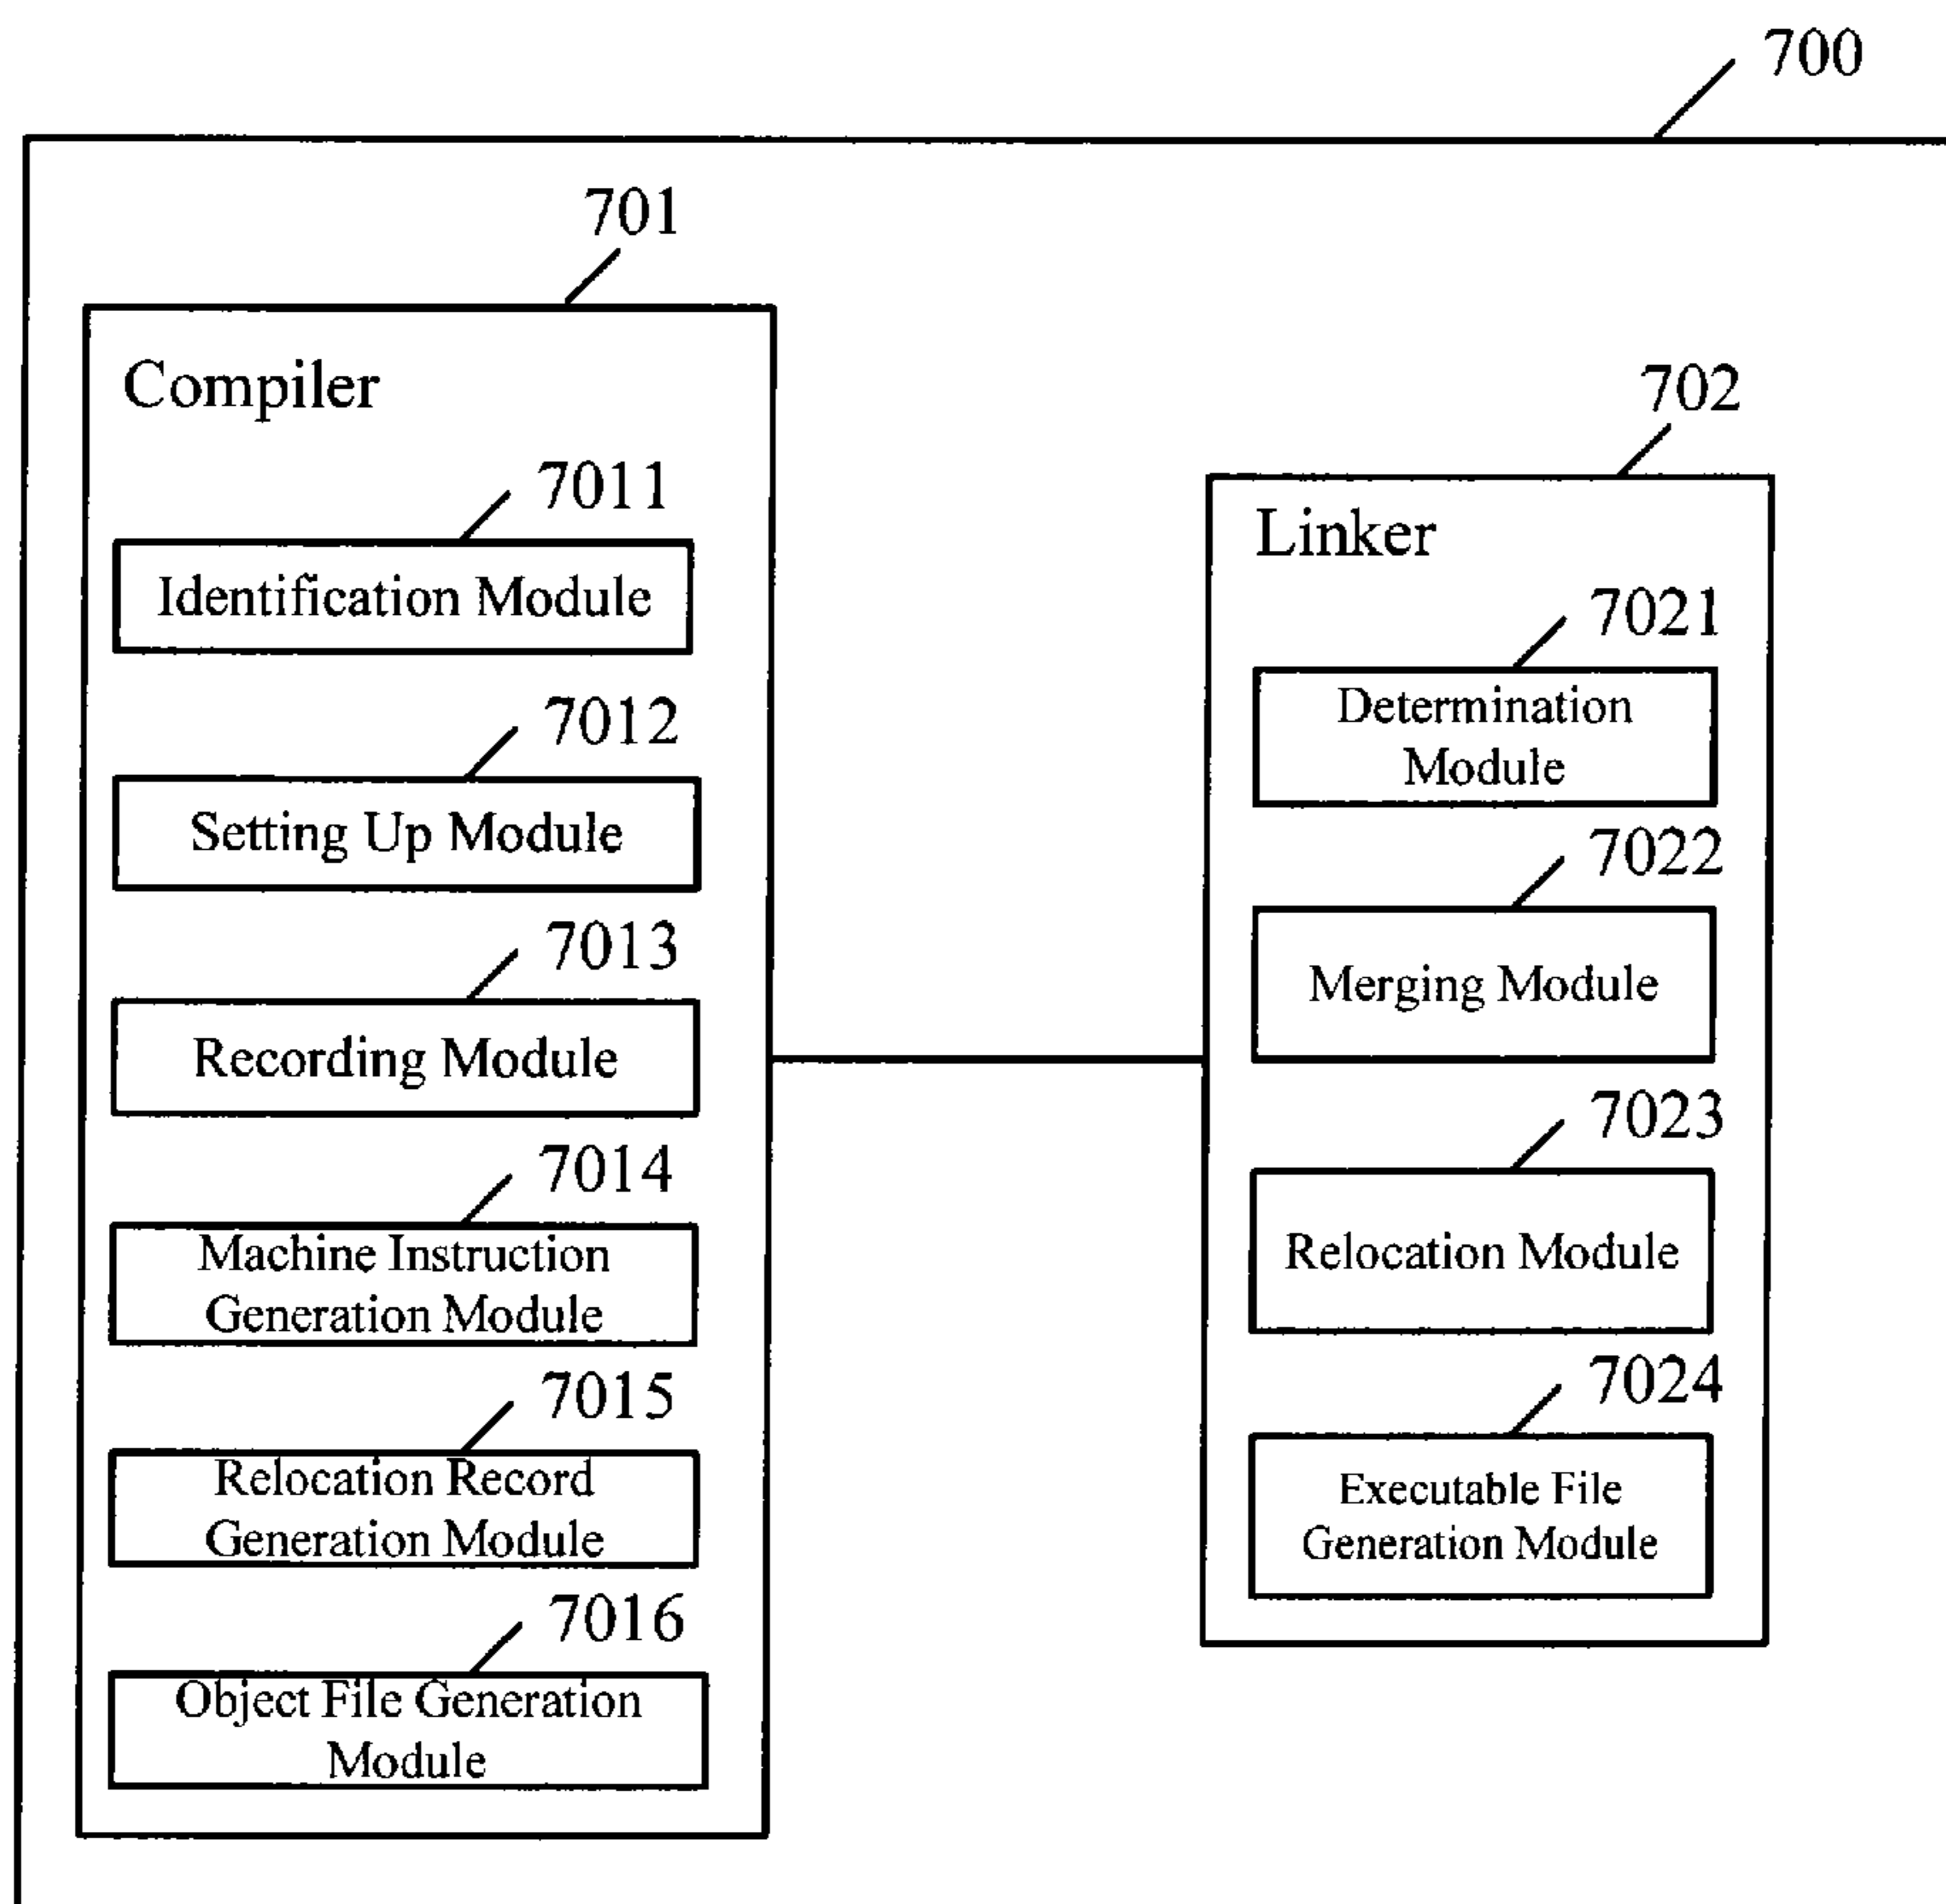 700
701
Compiler
7011
Identification Module
7012
Setting Up Module
7013
Recording Module
7014
Machine Instruction
Generation Module
7015
Relocation Record
Generation Module
7016
Object File Generation
Module
702
Linker
7021
Determination
Module
7022
Merging Module
7023
Relocation Module
7024
Executable File
Generation Module